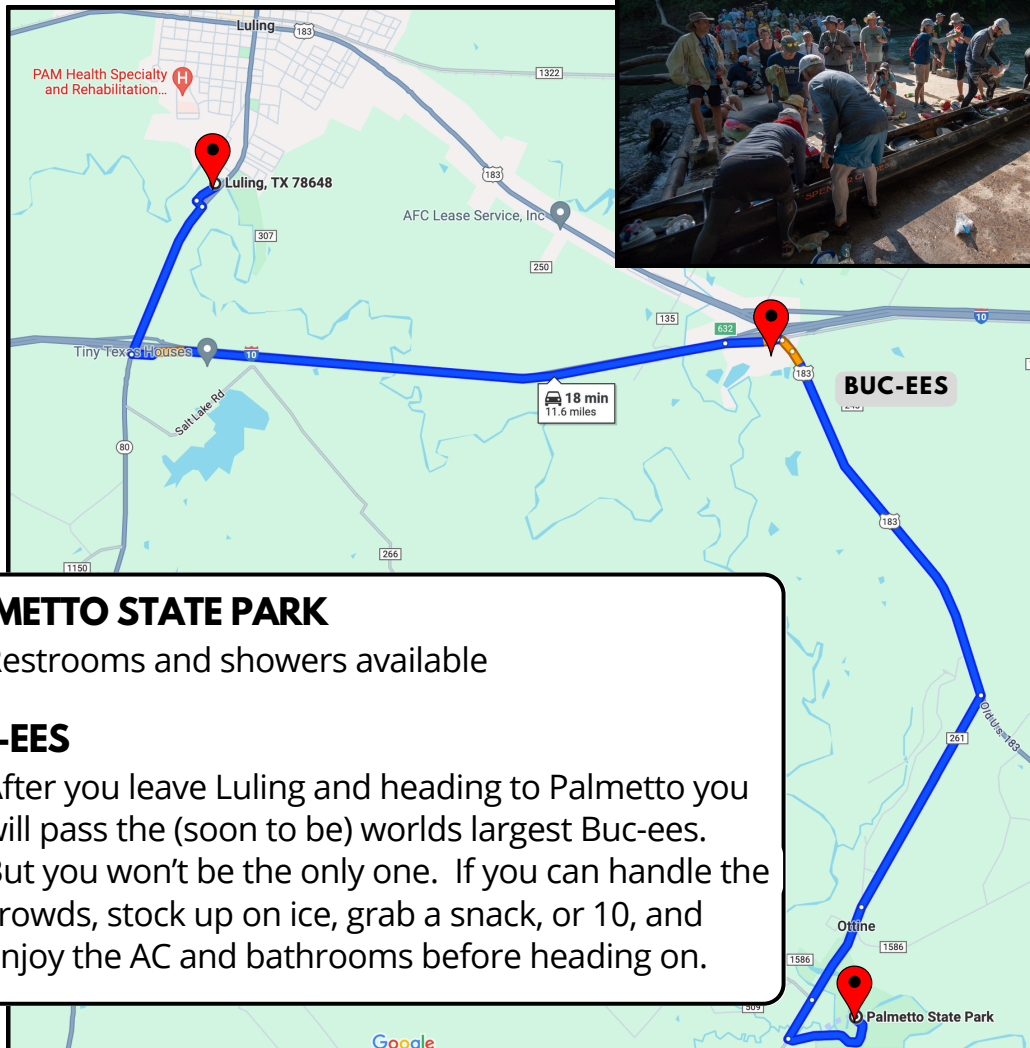 Luling
183
PAM Health Specialty
and Rehabilitation...
H
1322
Luling, TX 78648
183
307
AFC Lease Service, Inc
250
135
632
10
Tiny Texas Houses
10
183
BUC-EES
18 min
11.6 miles
Salt Lake Rd
80
183
266
1150
METTO STATE PARK
Restrooms and showers available
-EES
After you leave Luling and heading to Palmetto you
will pass the (soon to be) worlds largest Buc-ees.
But you won't be the only one. If you can handle the
crowds, stock up on ice, grab a snack, or 10, and
enjoy the AC and bathrooms before heading on.
Old U.S. 183
261
Ottine
1586
1586
Palmetto State Park
Google